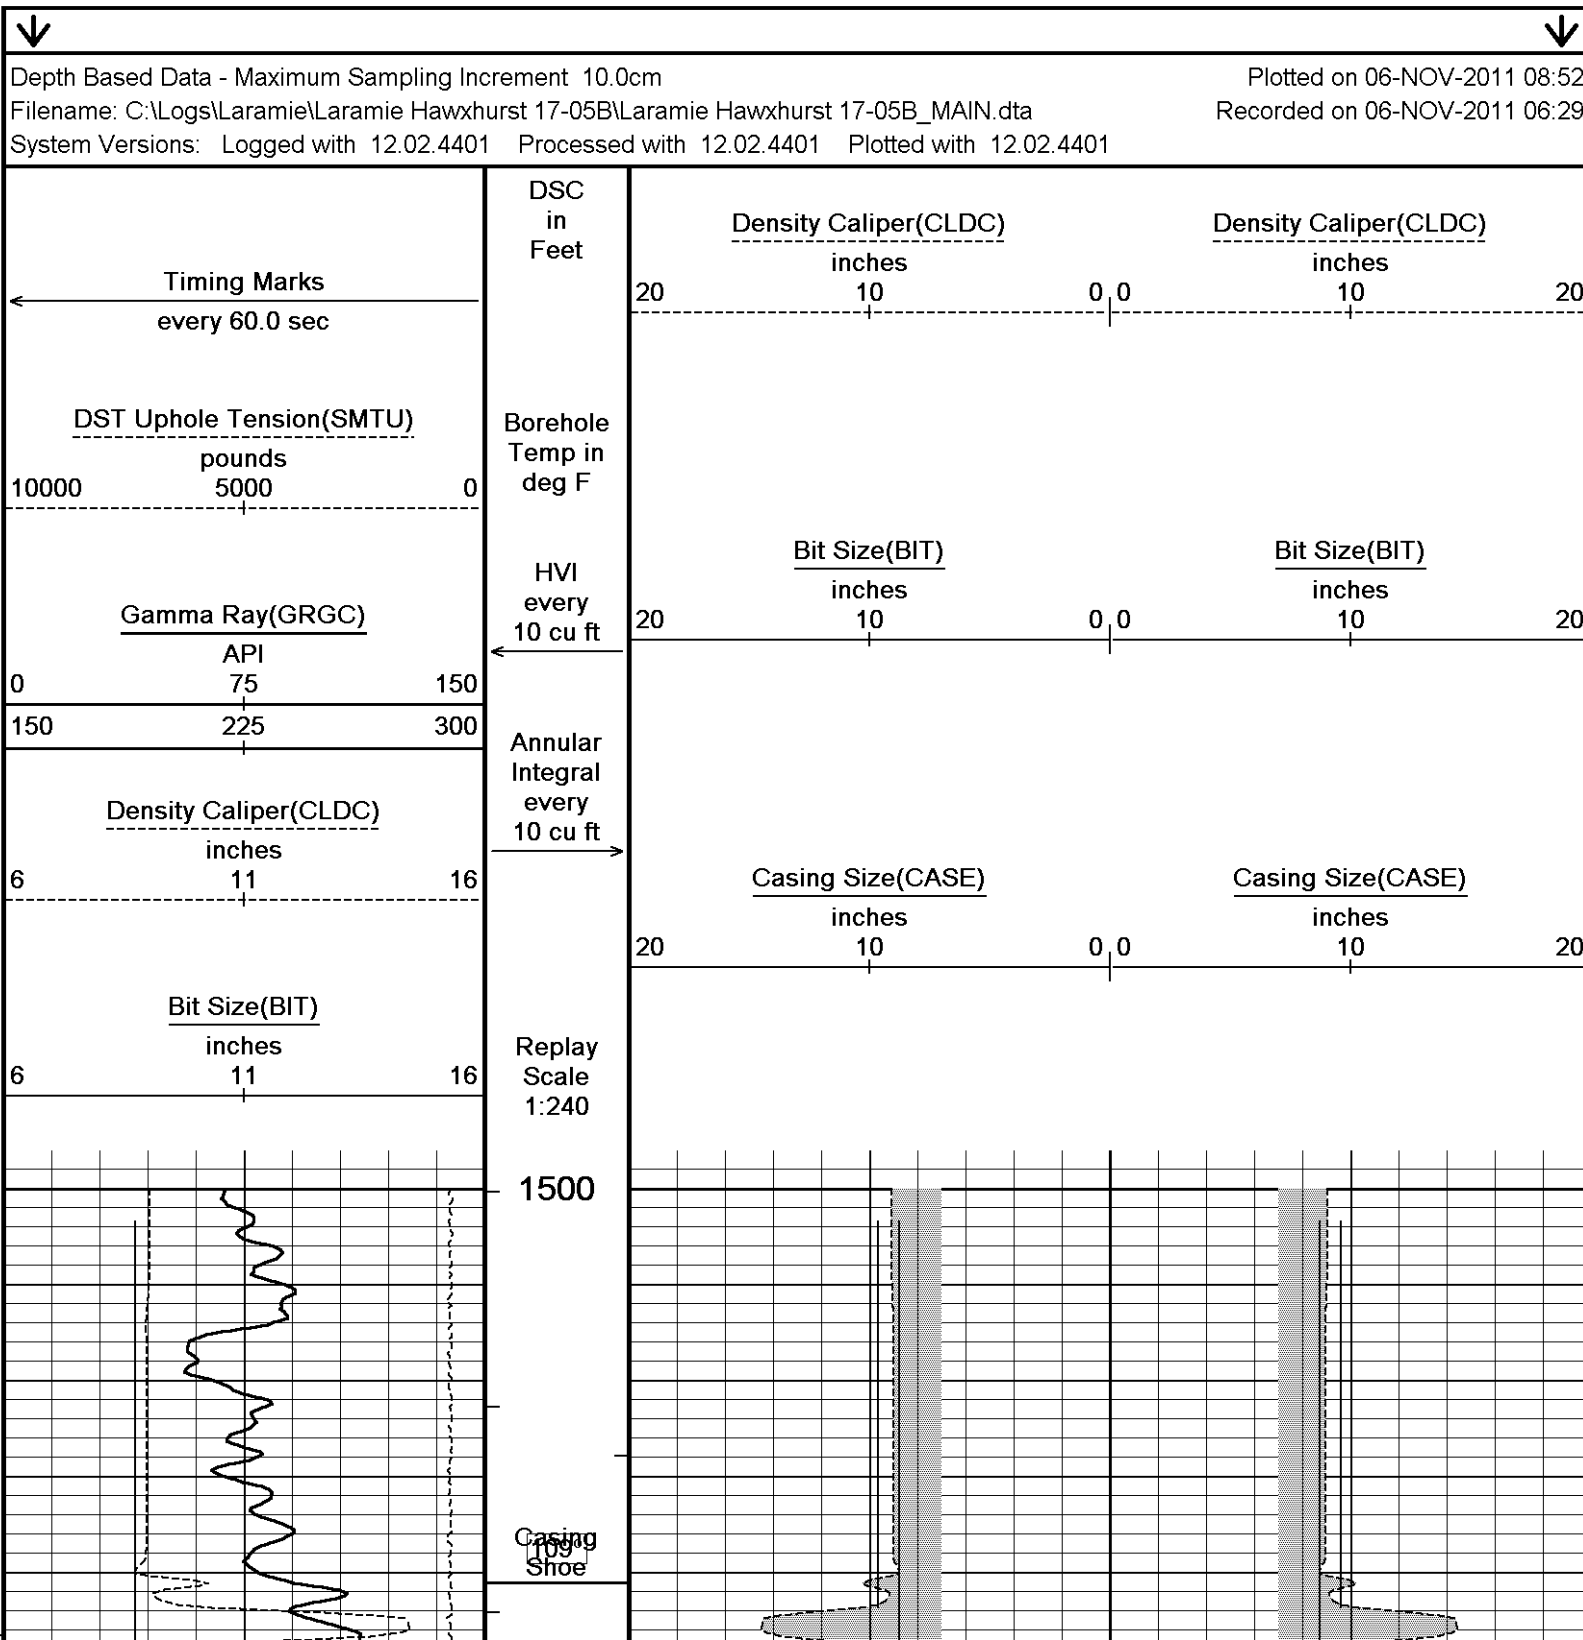 Depth Based Data - Maximum Sampling Increment 10.0cm
Plotted on 06-NOV-2011 08:52
Filename: C:\Logs\Laramie\Laramie Hawxhurst 17-05B\Laramie Hawxhurst 17-05B_MAIN.dta
Recorded on 06-NOV-2011 06:29
System Versions: Logged with 12.02.4401 Processed with 12.02.4401 Plotted with 12.02.4401
Timing Marks
every 60.0 sec
DST Uphole Tension(SMTU)
pounds
10000 5000 0
Gamma Ray(GRGC)
API
0 75 150
150 225 300
Density Caliper(CLDC)
inches
6 11 16
Bit Size(BIT)
inches
6 11 16
DSC
in
Feet
Borehole
Temp in
deg F
HVI
every
10 cu ft
Annular
Integral
every
10 cu ft
Replay
Scale
1:240
1500
Casing
109°
Shoe
Density Caliper(CLDC)
inches
20 10 0
Density Caliper(CLDC)
inches
0 10 20
Bit Size(BIT)
inches
20 10 0
Bit Size(BIT)
inches
0 10 20
Casing Size(CASE)
inches
20 10 0
Casing Size(CASE)
inches
0 10 20